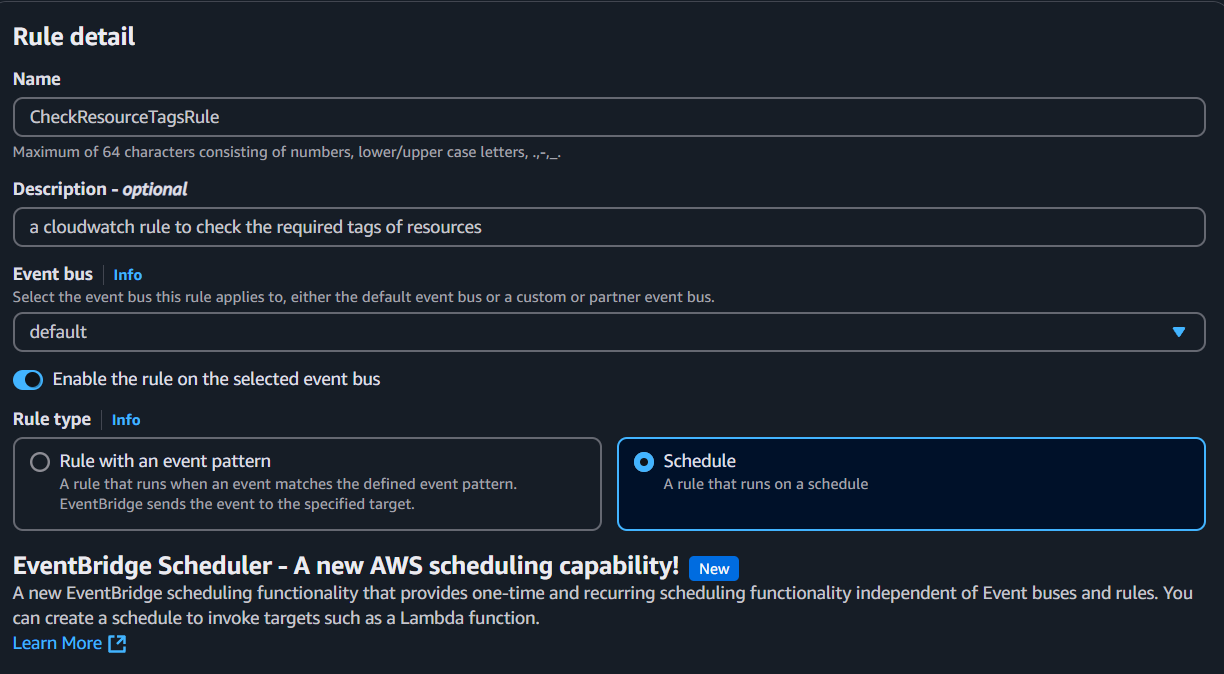 Rule detail
Name
CheckResourceTagsRule
Maximum of 64 characters consisting of numbers, lower/upper case letters, .,-,_.
Description - optional
a cloudwatch rule to check the required tags of resources
Event bus Info
Select the event bus this rule applies to, either the default event bus or a custom or partner event bus.
default
Enable the rule on the selected event bus
Rule type Info
Rule with an event pattern
A rule that runs when an event matches the defined event pattern.
EventBridge sends the event to the specified target.
Schedule
A rule that runs on a schedule
EventBridge Scheduler - A new AWS scheduling capability! New
A new EventBridge scheduling functionality that provides one-time and recurring scheduling functionality independent of Event buses and rules. You
can create a schedule to invoke targets such as a Lambda function.
Learn More